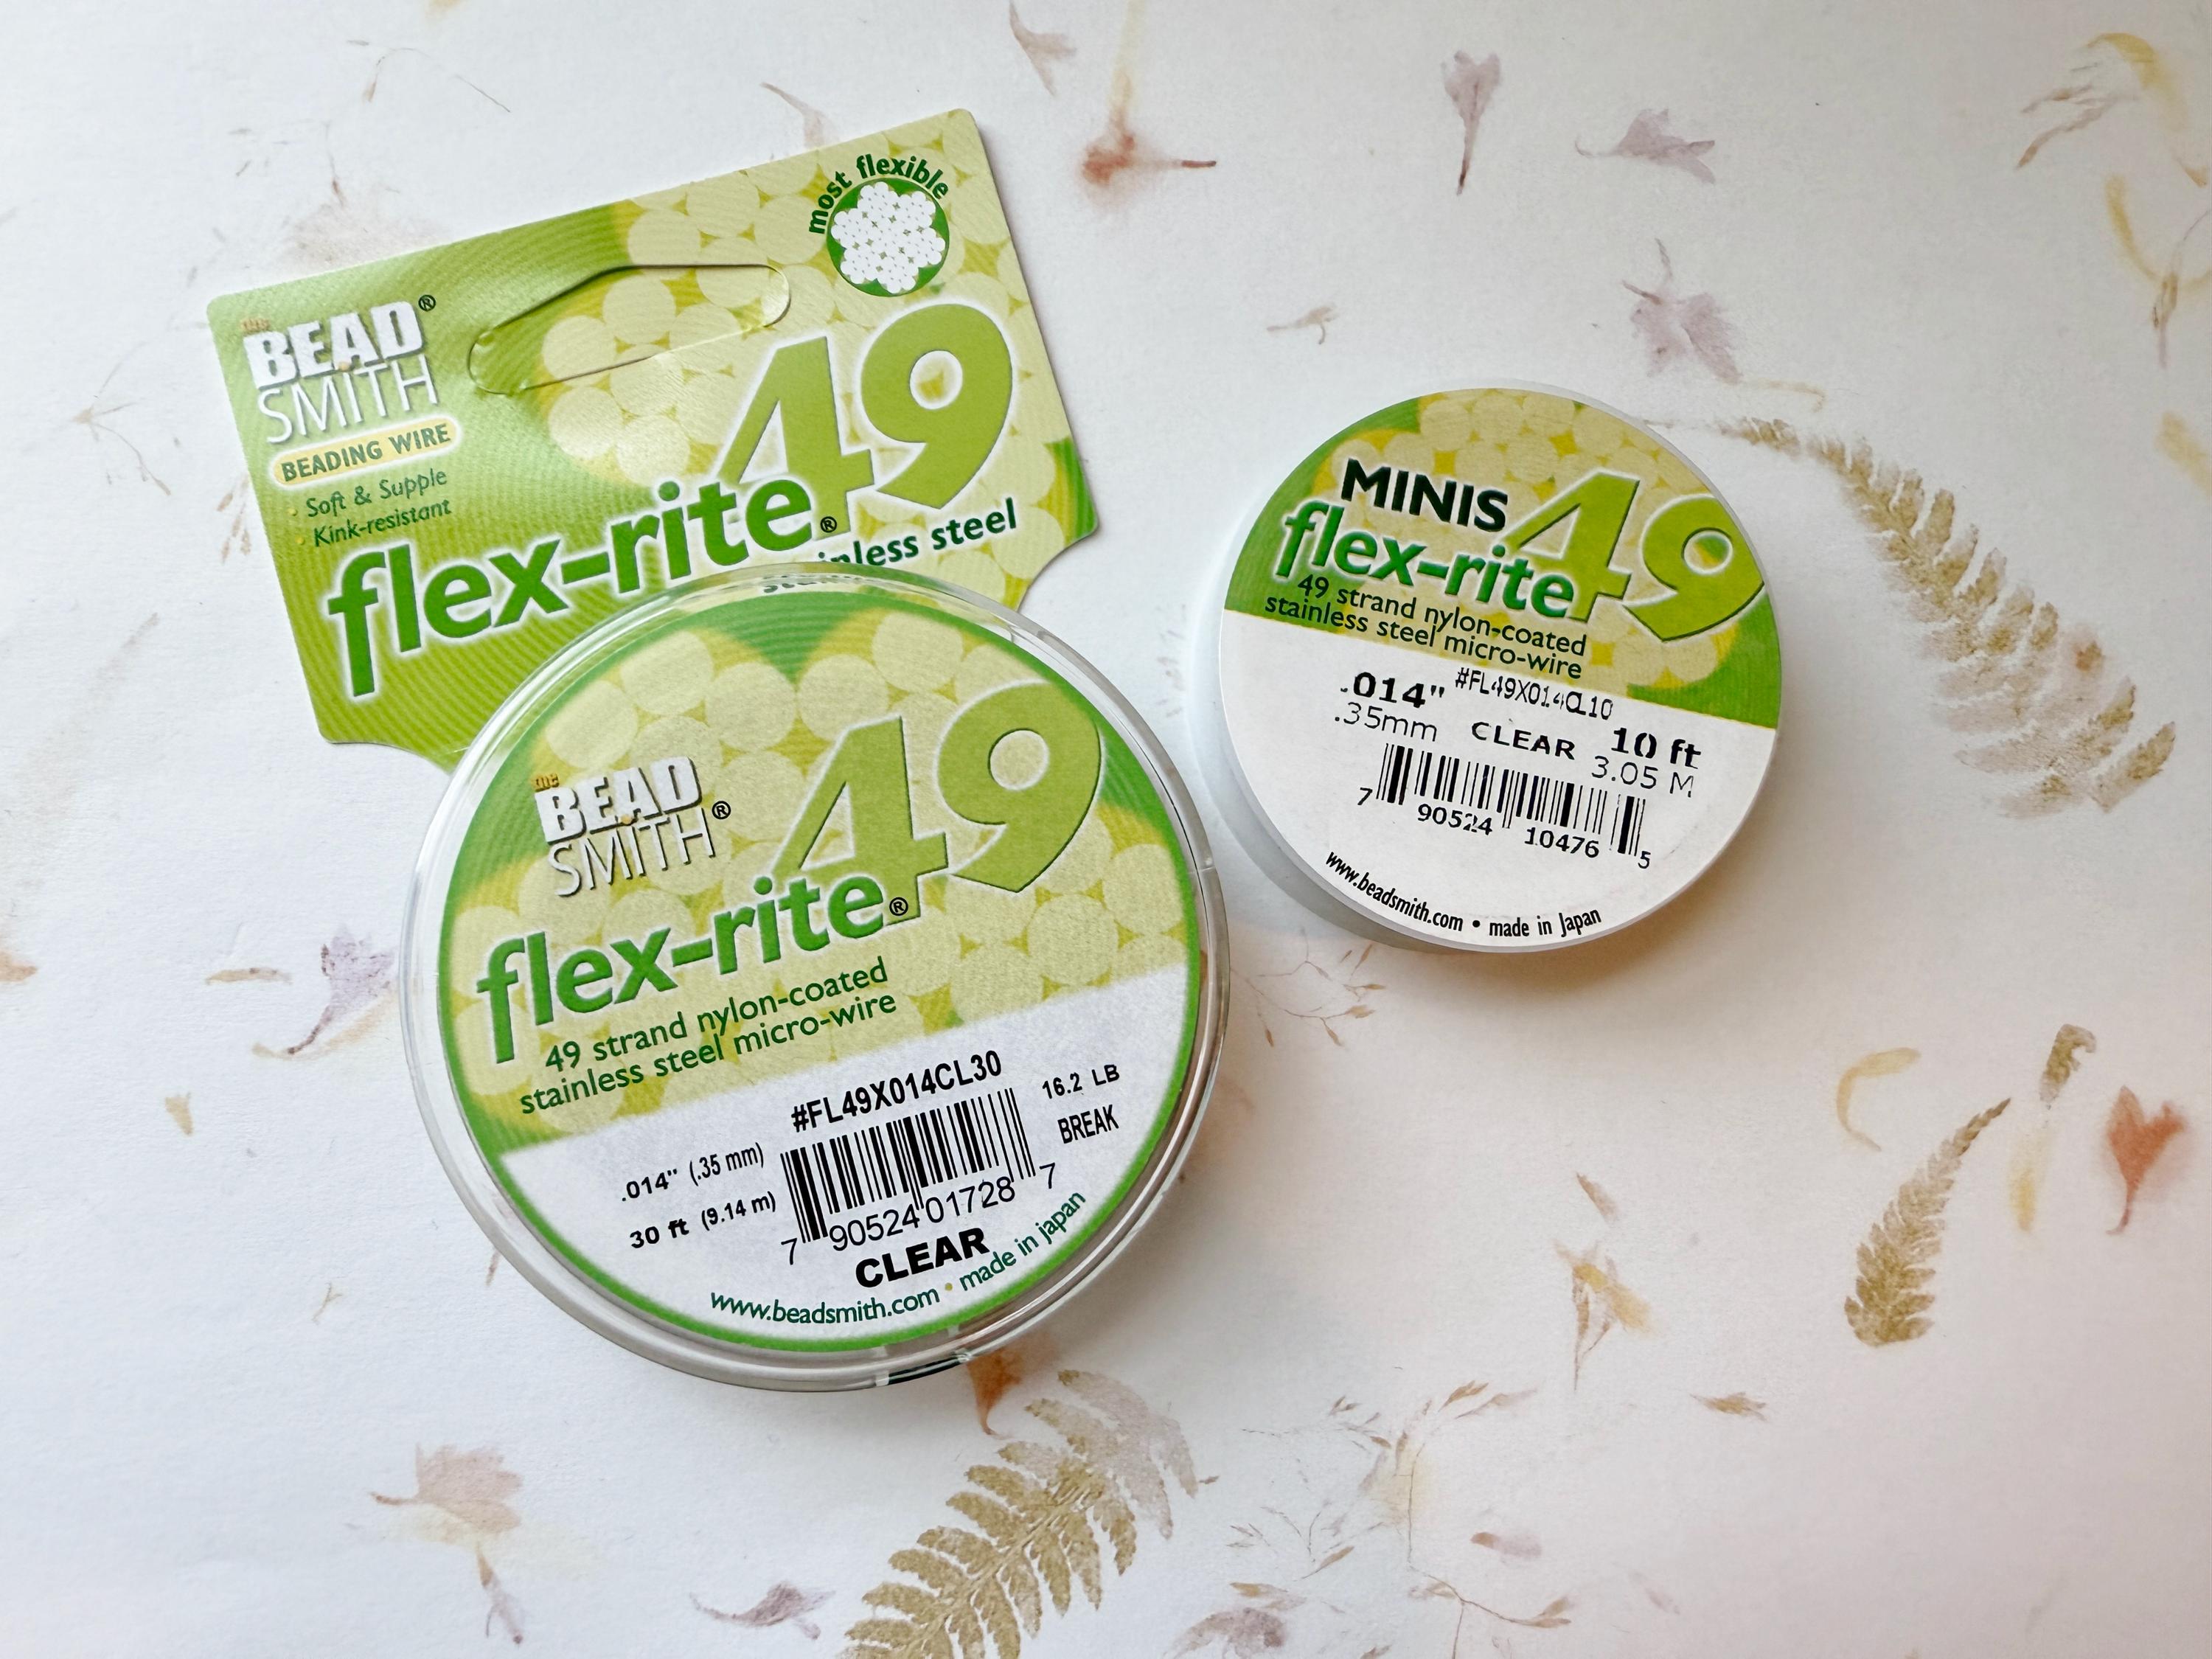 most flexible
the
BEAD®
SMITH
BEADING WIRE
• Soft & Supple
• Kink-resistant
49
flex-rite®
stainless steel
the
BEAD
SMITH®
49
flex-rite®
49 strand nylon-coated
stainless steel micro-wire
#FL49X014CL30
16.2 LB
BREAK
.014" (.35 mm)
30 ft (9.14 m)
7 90524 01728 7
CLEAR
www.beadsmith.com • made in japan
MINIS
49
flex-rite
49 strand nylon-coated
stainless steel micro-wire
#FL49X014CL10
.014"
.35mm
CLEAR
10 ft
3.05 M
7 90524 10476 5
www.beadsmith.com • made in Japan